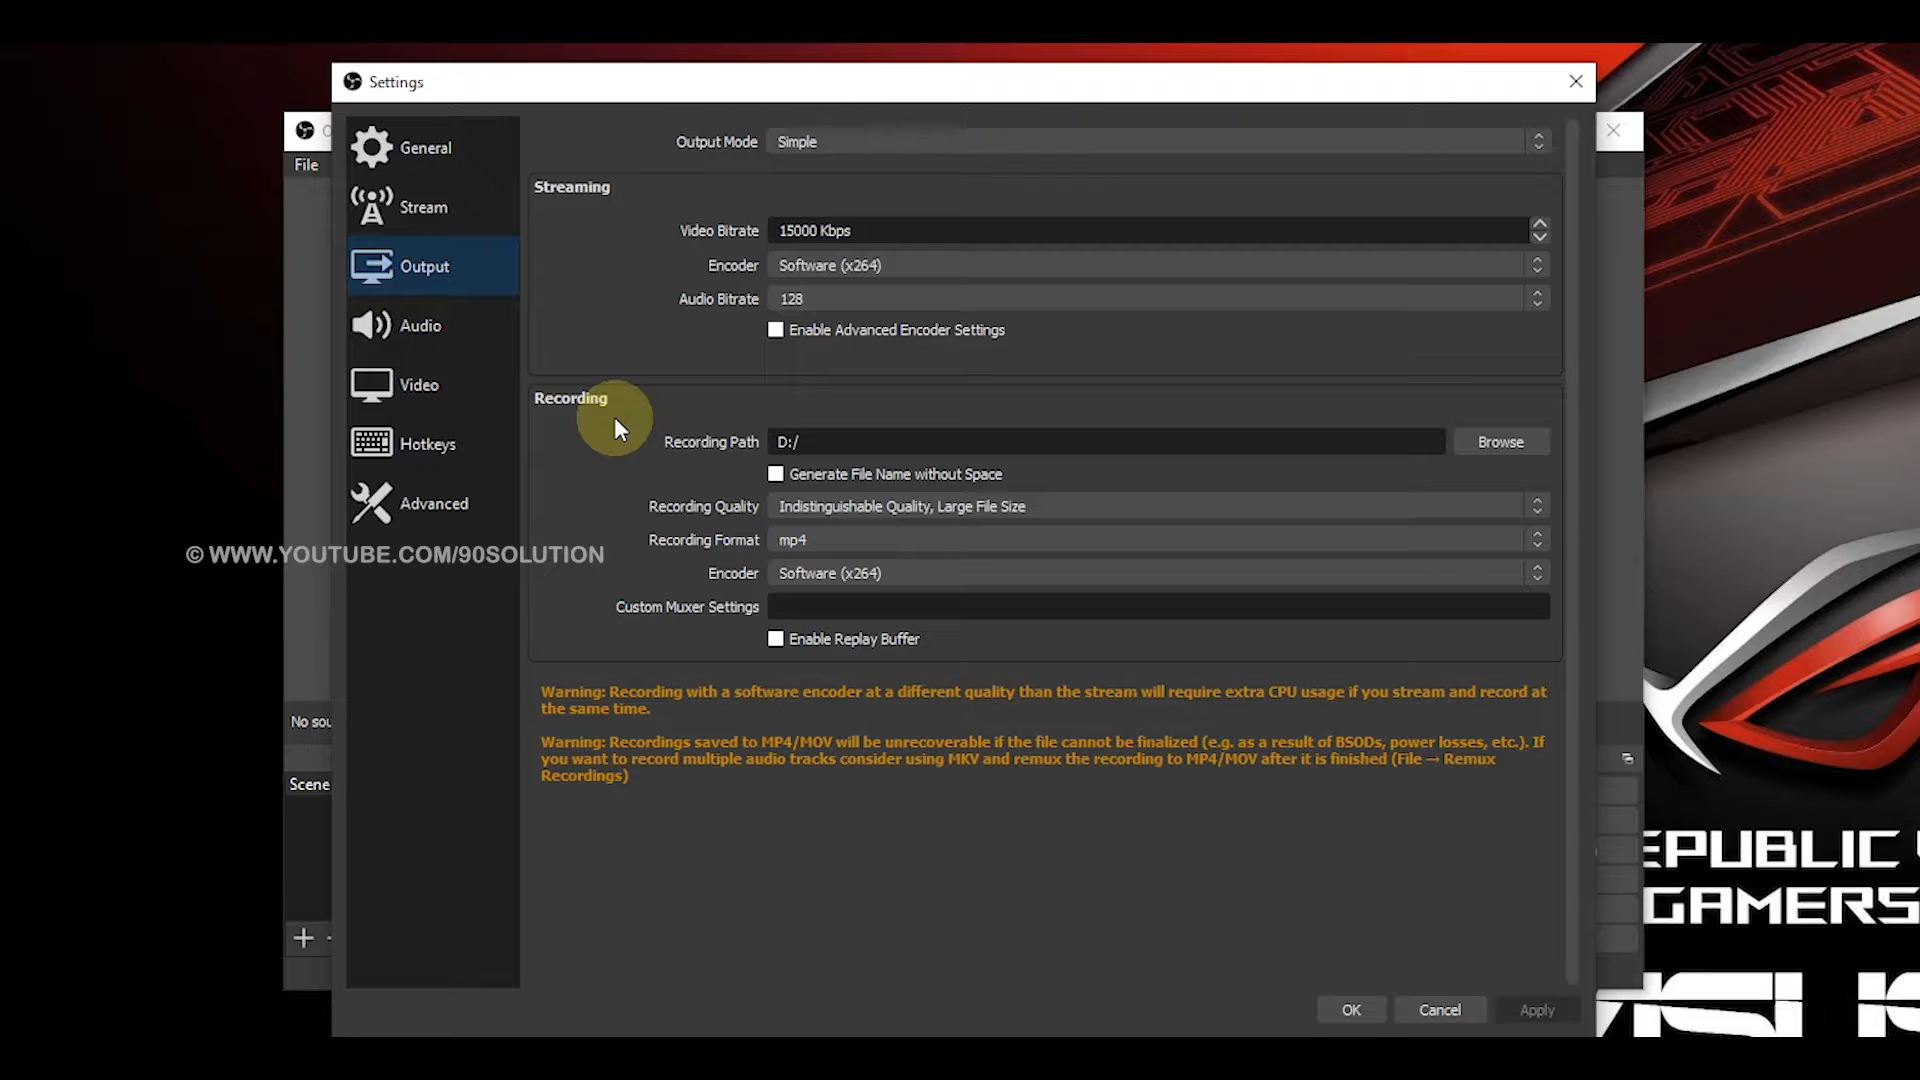 Settings
File
General
Stream
Output
Audio
Video
Hotkeys
Advanced
Output Mode Simple
Streaming
Video Bitrate 15000 Kbps
Encoder Software (x264)
Audio Bitrate 128
Enable Advanced Encoder Settings
Recording
Recording Path D:/ Browse
Generate File Name without Space
Recording Quality Indistinguishable Quality, Large File Size
Recording Format mp4
© WWW.YOUTUBE.COM/90SOLUTION
Encoder Software (x264)
Custom Muxer Settings
Enable Replay Buffer
Warning: Recording with a software encoder at a different quality than the stream will require extra CPU usage if you stream and record at
the same time.
Warning: Recordings saved to MP4/MOV will be unrecoverable if the file cannot be finalized (e.g. as a result of BSODs, power losses, etc.). If
you want to record multiple audio tracks consider using MKV and remux the recording to MP4/MOV after it is finished (File → Remux
Recordings)
No sou
Scene
EPUBLIC
GAMERS
OK Cancel Apply